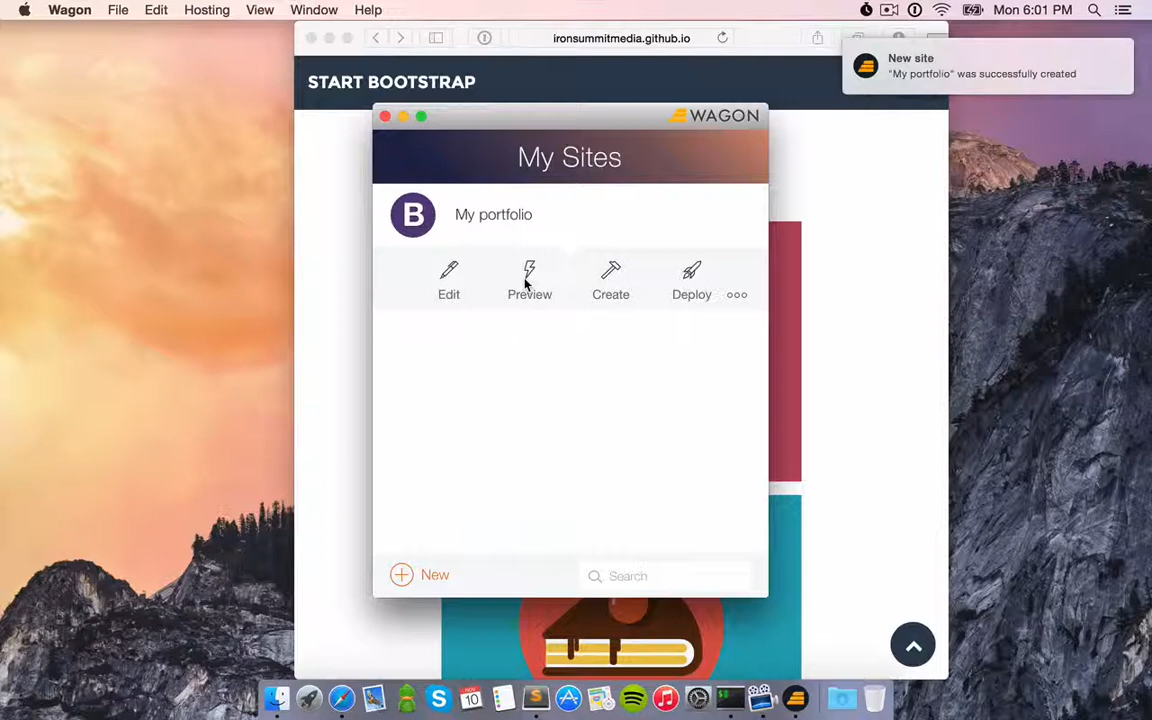 Wagon File Edit Hosting View Window Help Mon 6:01 PM
ironsummitmedia.github.io
New site
"My portfolio" was successfully created
START BOOTSTRAP
WAGON
My Sites
B My portfolio
Edit Preview Create Deploy
New Search